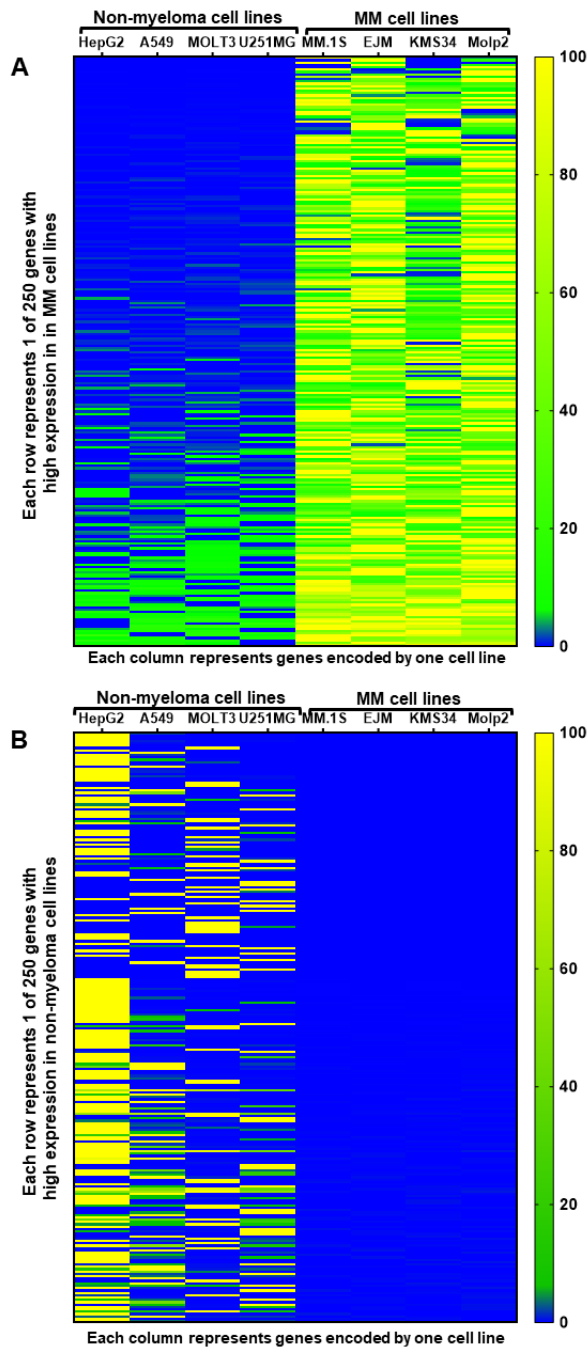 Non-myeloma cell lines MM cell lines
HepG2 A549 MOLT3 U251MG MM.1S EJM KMS34 Molp2
A
100
80
60
40
20
0
Each row represents 1 of 250 genes with
high expression in in MM cell lines
Each column represents genes encoded by one cell line
Non-myeloma cell lines MM cell lines
HepG2 A549 MOLT3 U251MG MM.1S EJM KMS34 Molp2
B
100
80
60
40
20
0
Each row represents 1 of 250 genes with
high expression in non-myeloma cell lines
Each column represents genes encoded by one cell line